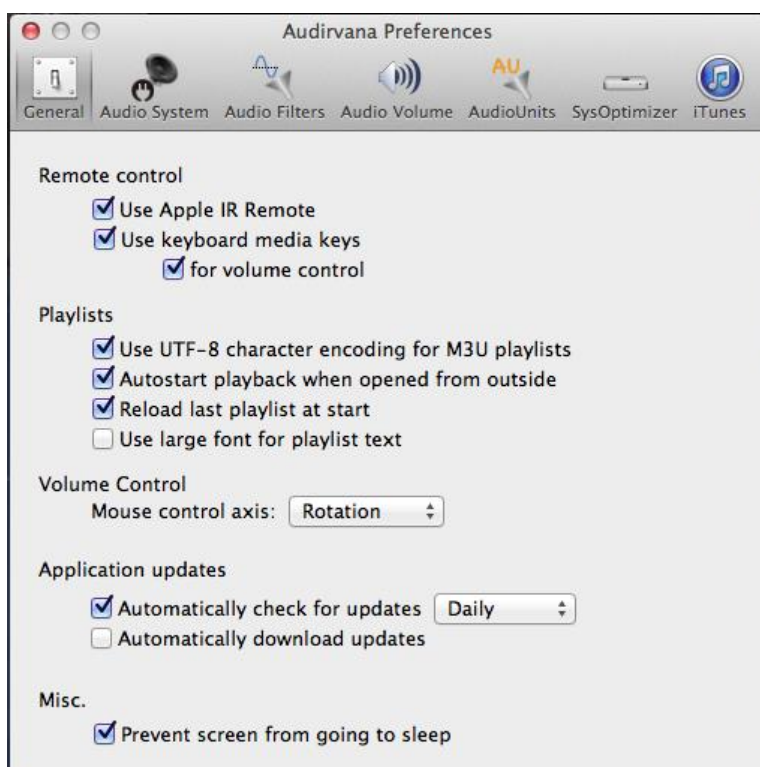 Audirvana Preferences
AU
General Audio System Audio Filters Audio Volume AudioUnits SysOptimizer iTunes
Remote control
Use Apple IR Remote
Use keyboard media keys
for volume control
Playlists
Use UTF-8 character encoding for M3U playlists
Autostart playback when opened from outside
Reload last playlist at start
Use large font for playlist text
Volume Control
Mouse control axis: Rotation
Application updates
Automatically check for updates Daily
Automatically download updates
Misc.
Prevent screen from going to sleep